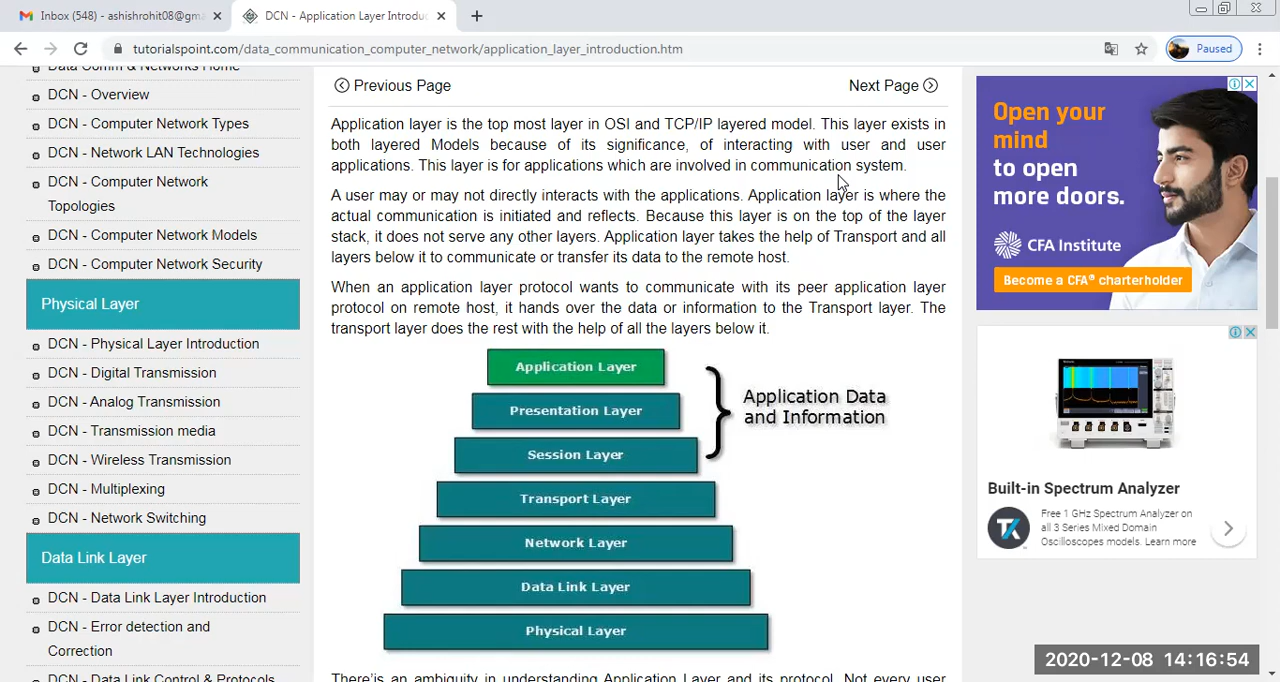 Inbox (548) - ashishrohit08@gma
DCN - Application Layer Introduc
tutorialspoint.com/data_communication_computer_network/application_layer_introduction.htm
Paused
Data Comm & Networks Home
DCN - Overview
DCN - Computer Network Types
DCN - Network LAN Technologies
DCN - Computer Network
Topologies
DCN - Computer Network Models
DCN - Computer Network Security
Physical Layer
DCN - Physical Layer Introduction
DCN - Digital Transmission
DCN - Analog Transmission
DCN - Transmission media
DCN - Wireless Transmission
DCN - Multiplexing
DCN - Network Switching
Data Link Layer
DCN - Data Link Layer Introduction
DCN - Error detection and
Correction
DCN - Data Link Control & Protocols
Previous Page
Next Page
Application layer is the top most layer in OSI and TCP/IP layered model. This layer exists in
both layered Models because of its significance, of interacting with user and user
applications. This layer is for applications which are involved in communication system.
A user may or may not directly interacts with the applications. Application layer is where the
actual communication is initiated and reflects. Because this layer is on the top of the layer
stack, it does not serve any other layers. Application layer takes the help of Transport and all
layers below it to communicate or transfer its data to the remote host.
When an application layer protocol wants to communicate with its peer application layer
protocol on remote host, it hands over the data or information to the Transport layer. The
transport layer does the rest with the help of all the layers below it.
Application Layer
Presentation Layer
Session Layer
Transport Layer
Network Layer
Data Link Layer
Physical Layer
Application Data
and Information
There's an ambiguity in understanding Application Layer and its protocol. Not every user
Open your
mind
to open
more doors.
CFA Institute
Become a CFA® charterholder
Built-in Spectrum Analyzer
Free 1 GHz Spectrum Analyzer on
all 3 Series Mixed Domain
Oscilloscopes models. Learn more
2020-12-08 14:16:54